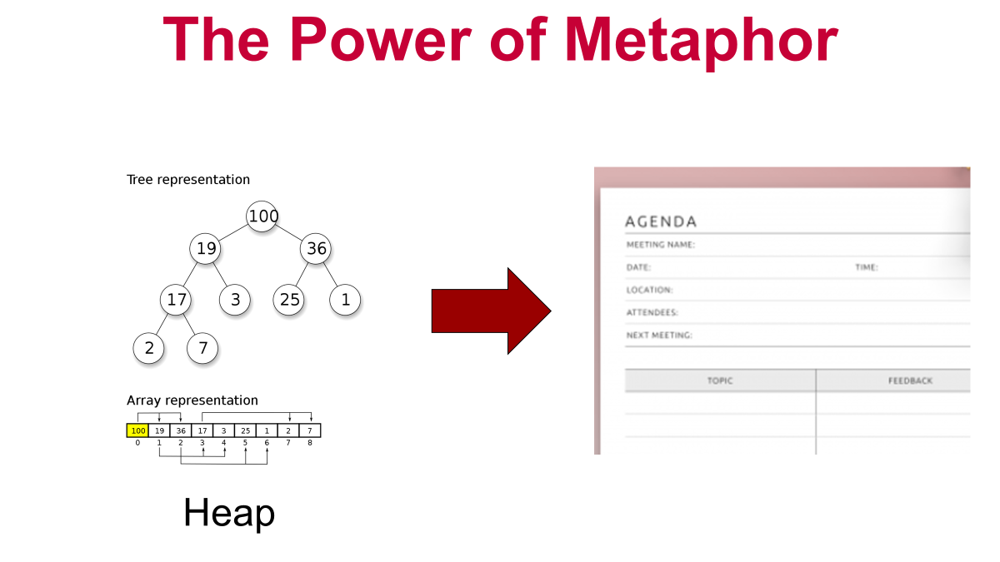 The Power of Metaphor
Tree representation
100
19 36
17 3 25 1
2 7
Array representation
100 19 36 17 3 25 1 2 7
0 1 2 3 4 5 6 7 8
Heap
AGENDA
MEETING NAME:
DATE: TIME:
LOCATION:
ATTENDEES:
NEXT MEETING:
TOPIC FEEDBACK